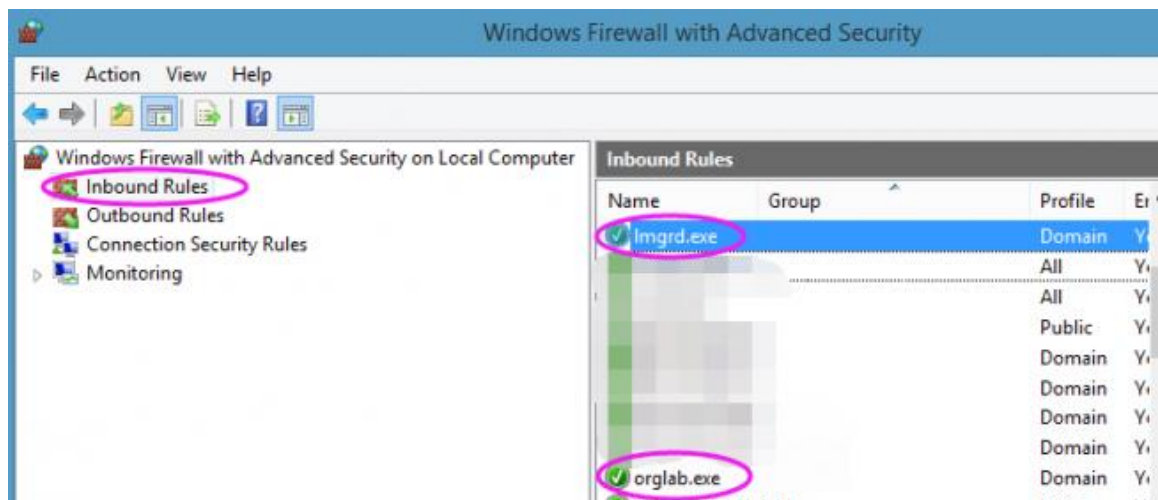 Windows Firewall with Advanced Security
File Action View Help
Windows Firewall with Advanced Security on Local Computer
Inbound Rules
Outbound Rules
Connection Security Rules
Monitoring
Inbound Rules
Name Group Profile
lmgrd.exe Domain
All
All
Public
Domain
Domain
Domain
Domain
orglab.exe Domain